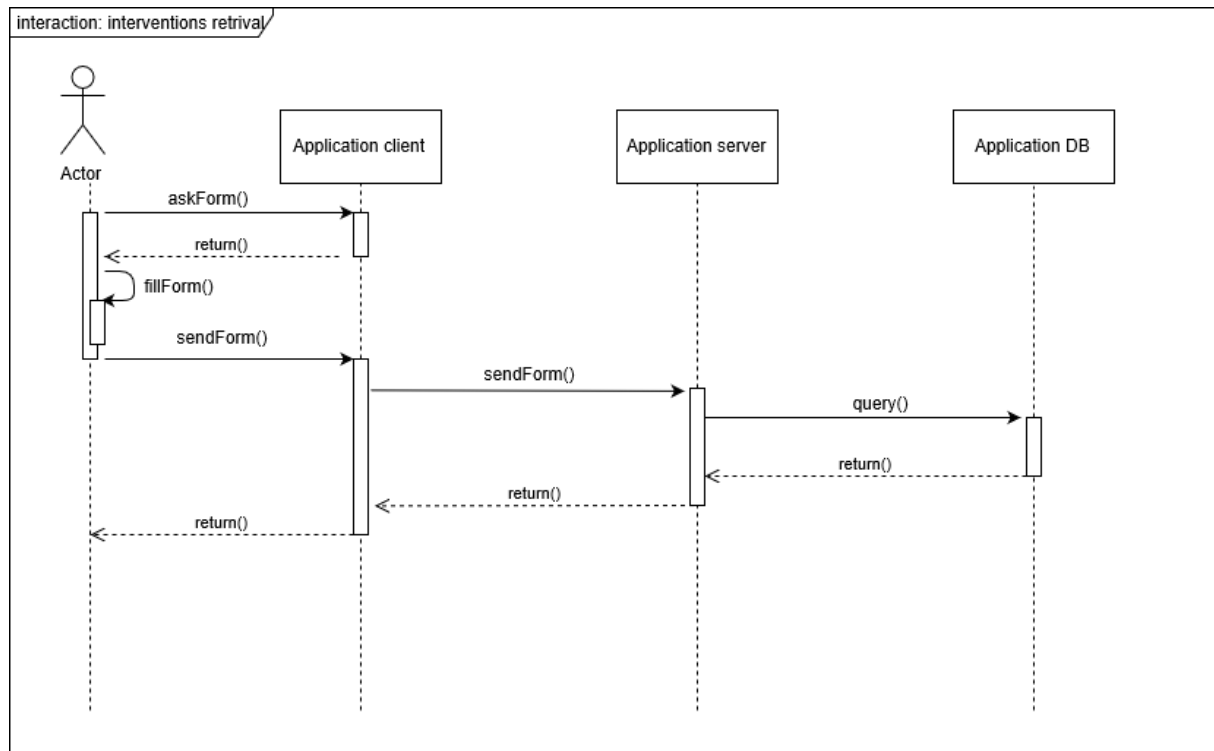 interaction: interventions retrival
Actor
Application client
Application server
Application DB
askForm()
return()
fillForm()
sendForm()
sendForm()
query()
return()
return()
return()